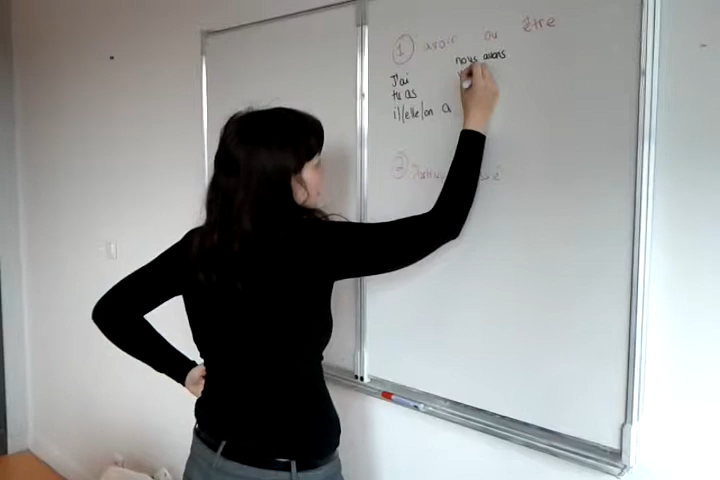 1 avoir ou être
J'ai
tu as
il/elle/on a
nous avons
2